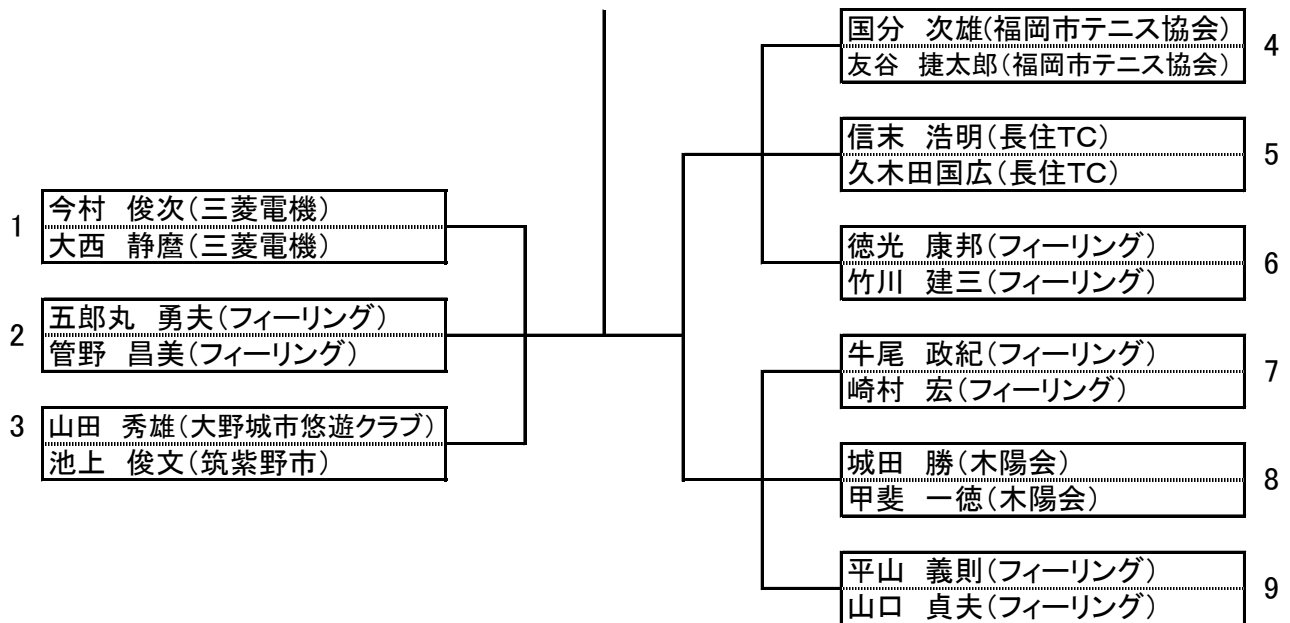 1
今村　俊次(三菱電機)
大西　静麿(三菱電機)
2
五郎丸　勇夫(フィーリング)
管野　昌美(フィーリング)
3
山田　秀雄(大野城市悠遊クラブ)
池上　俊文(筑紫野市)
国分　次雄(福岡市テニス協会)
友谷　捷太郎(福岡市テニス協会)
4
信末　浩明(長住TC)
久木田国広(長住TC)
5
徳光　康邦(フィーリング)
竹川　建三(フィーリング)
6
牛尾　政紀(フィーリング)
崎村　宏(フィーリング)
7
城田　勝(木陽会)
甲斐　一徳(木陽会)
8
平山　義則(フィーリング)
山口　貞夫(フィーリング)
9